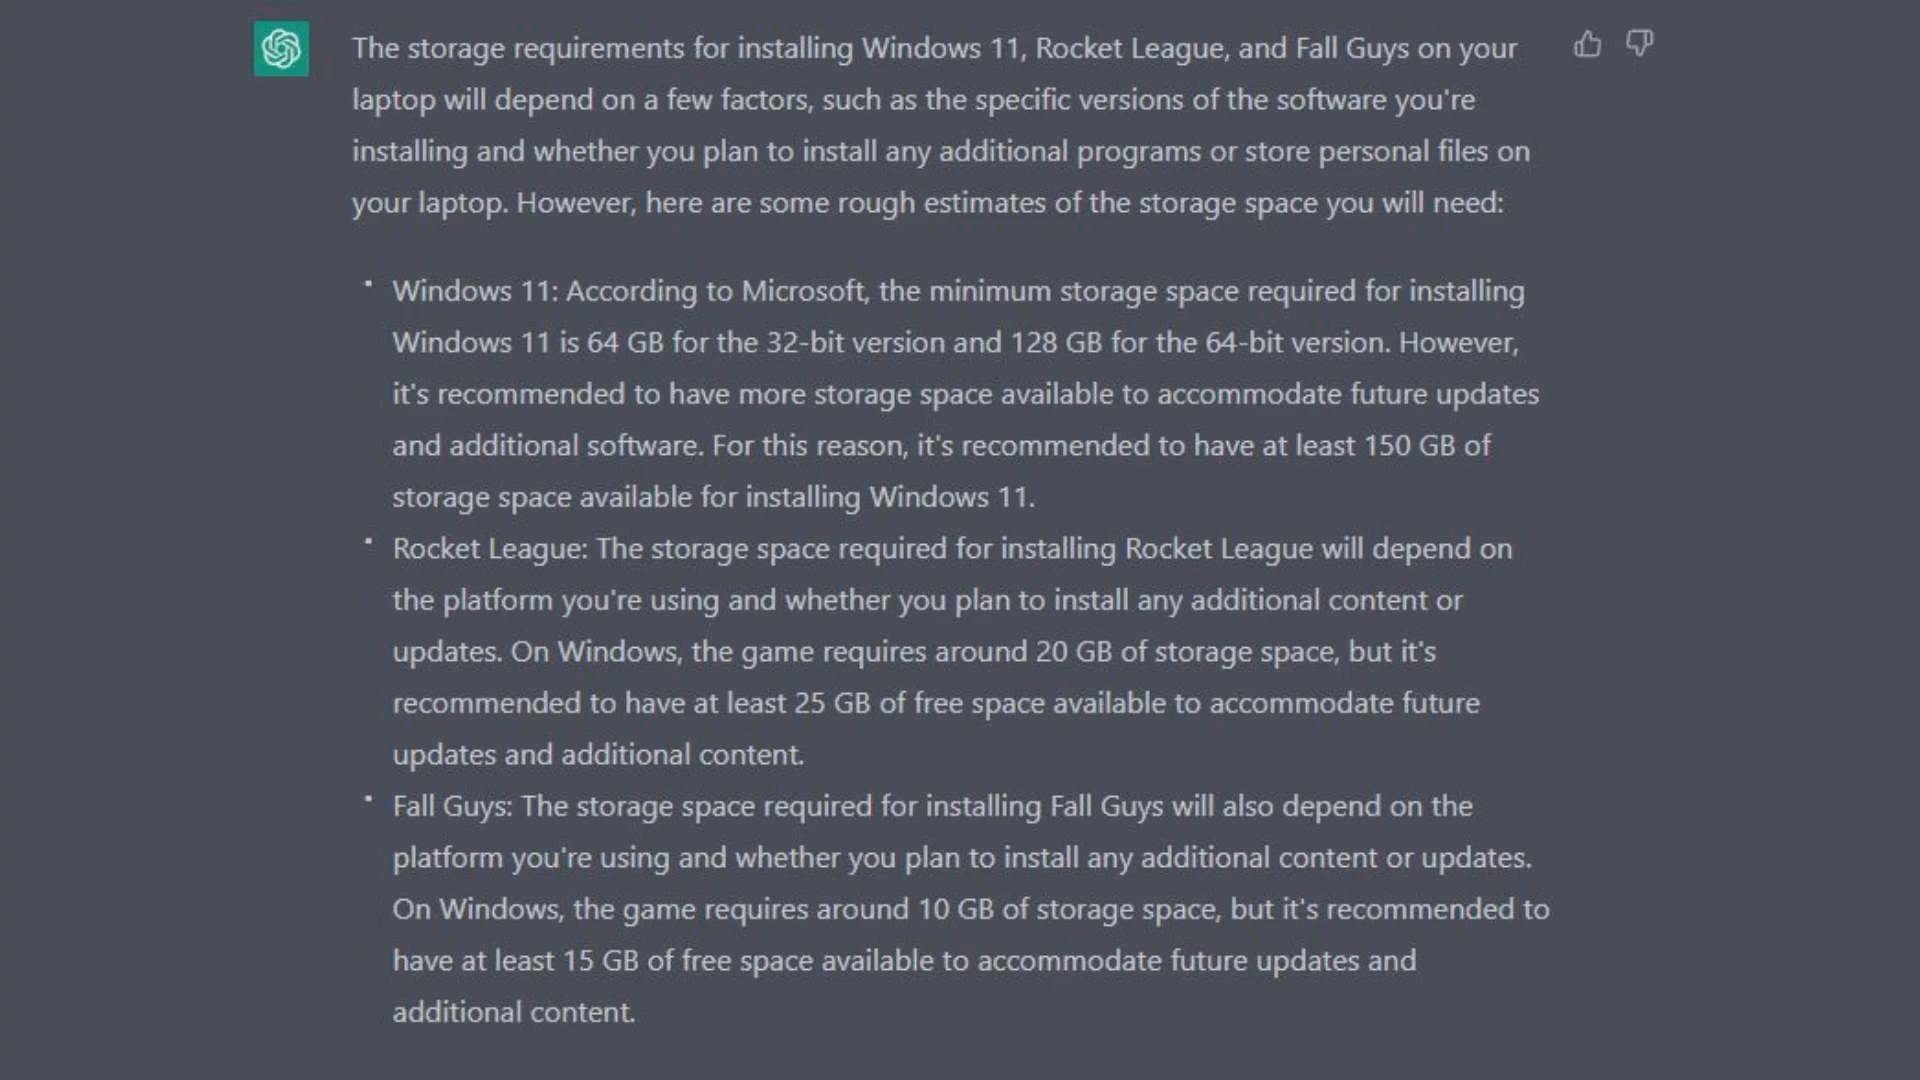 The storage requirements for installing Windows 11, Rocket League, and Fall Guys on your
laptop will depend on a few factors, such as the specific versions of the software you're
installing and whether you plan to install any additional programs or store personal files on
your laptop. However, here are some rough estimates of the storage space you will need:
• Windows 11: According to Microsoft, the minimum storage space required for installing
Windows 11 is 64 GB for the 32-bit version and 128 GB for the 64-bit version. However,
it's recommended to have more storage space available to accommodate future updates
and additional software. For this reason, it's recommended to have at least 150 GB of
storage space available for installing Windows 11.
• Rocket League: The storage space required for installing Rocket League will depend on
the platform you're using and whether you plan to install any additional content or
updates. On Windows, the game requires around 20 GB of storage space, but it's
recommended to have at least 25 GB of free space available to accommodate future
updates and additional content.
• Fall Guys: The storage space required for installing Fall Guys will also depend on the
platform you're using and whether you plan to install any additional content or updates.
On Windows, the game requires around 10 GB of storage space, but it's recommended to
have at least 15 GB of free space available to accommodate future updates and
additional content.